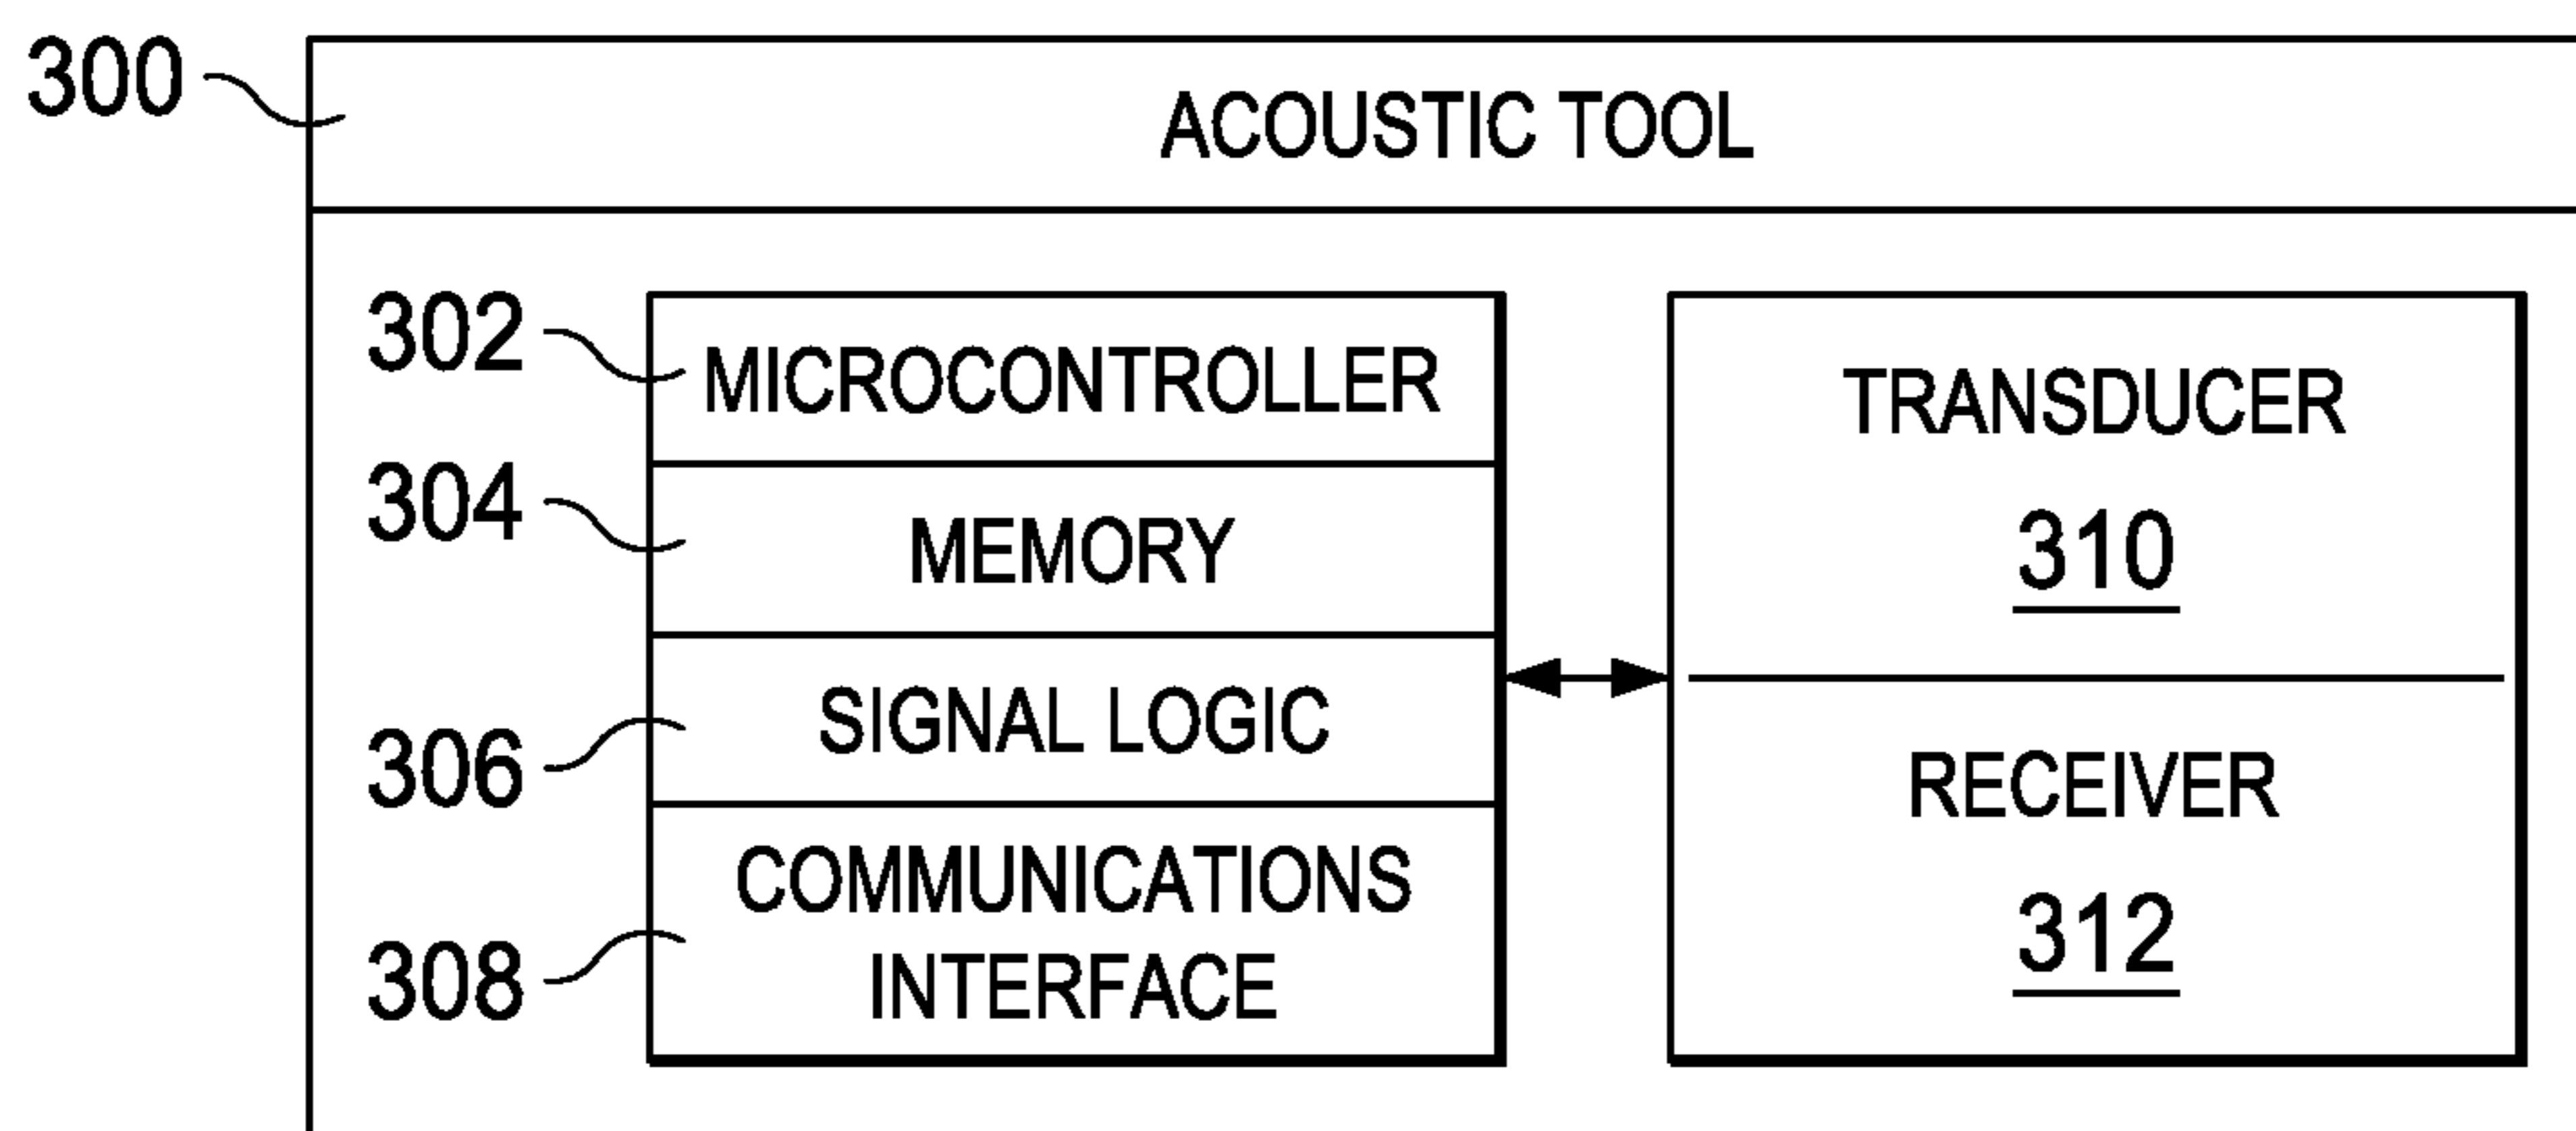 300
ACOUSTIC TOOL
302
MICROCONTROLLER
304
MEMORY
306
SIGNAL LOGIC
308
COMMUNICATIONS
INTERFACE
TRANSDUCER
310
RECEIVER
312